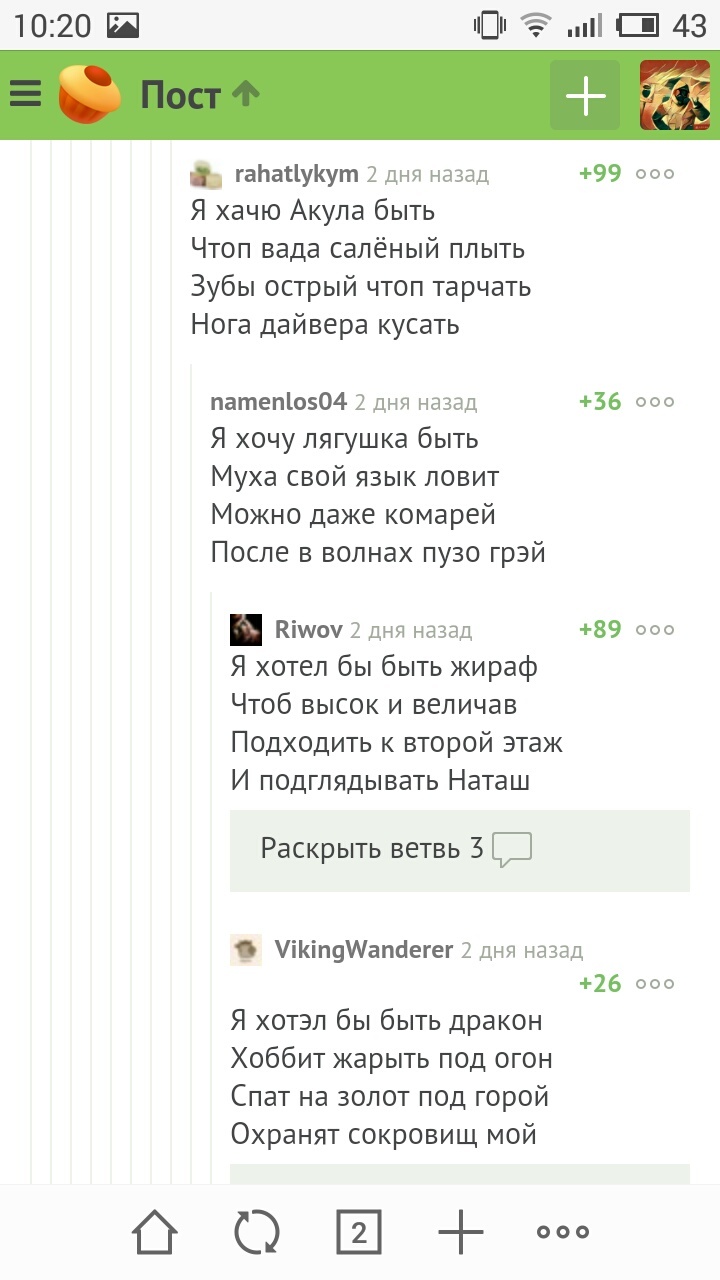 10:20 43
Пост
rahatlykym 2 дня назад +99
Я хачю Акула быть
Чтоп вада салёный плыть
Зубы острый чтоп тарчать
Нога дайвера кусать
namenlos04 2 дня назад +36
Я хочу лягушка быть
Муха свой язык ловит
Можно даже комарей
После в волнах пузо грэй
Riwov 2 дня назад +89
Я хотел бы быть жираф
Чтоб высок и величав
Подходить к второй этаж
И подглядывать Наташ
Раскрыть ветвь 3
VikingWanderer 2 дня назад
+26
Я хотэл бы быть дракон
Хоббит жарыть под огон
Спат на золот под горой
Охранят сокровищ мой
2